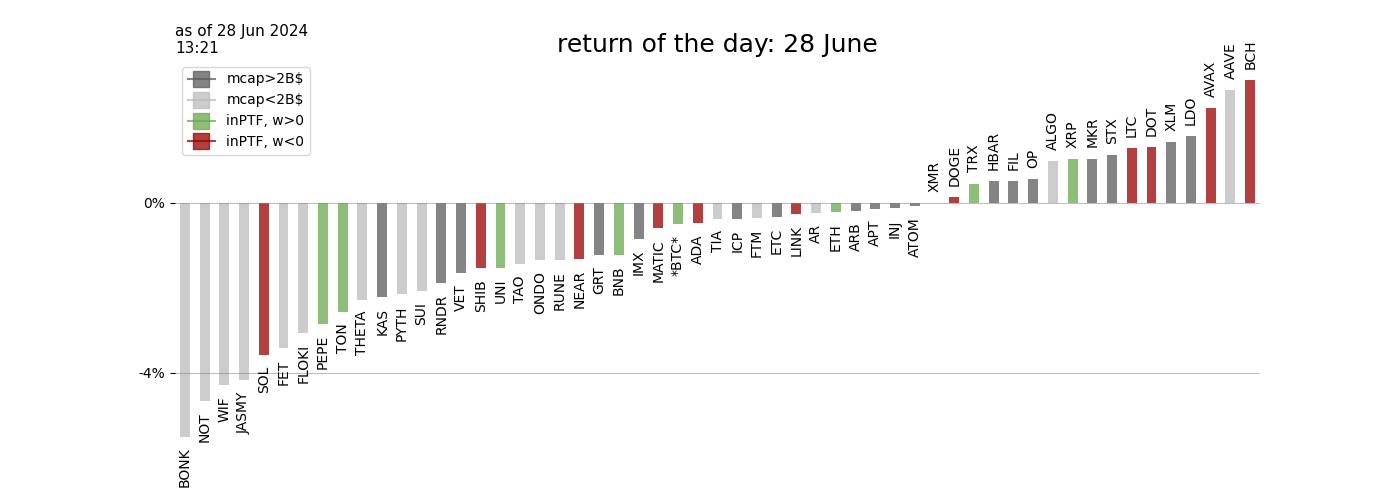 as of 28 Jun 2024
13:21
return of the day: 28 June
mcap>2B$
mcap<2B$
inPTF, w>0
inPTF, w<0
0%
-4%
BONK
NOT
WIF
JASMY
SOL
FET
FLOKI
PEPE
TON
THETA
KAS
PYTH
SUI
RNDR
VET
SHIB
UNI
TAO
ONDO
RUNE
NEAR
GRT
BNB
IMX
MATIC
*BTC*
ADA
TIA
ICP
FTM
ETC
LINK
AR
ETH
ARB
APT
INJ
ATOM
XMR
DOGE
TRX
HBAR
FIL
OP
ALGO
XRP
MKR
STX
LTC
DOT
XLM
LDO
AVAX
AAVE
BCH